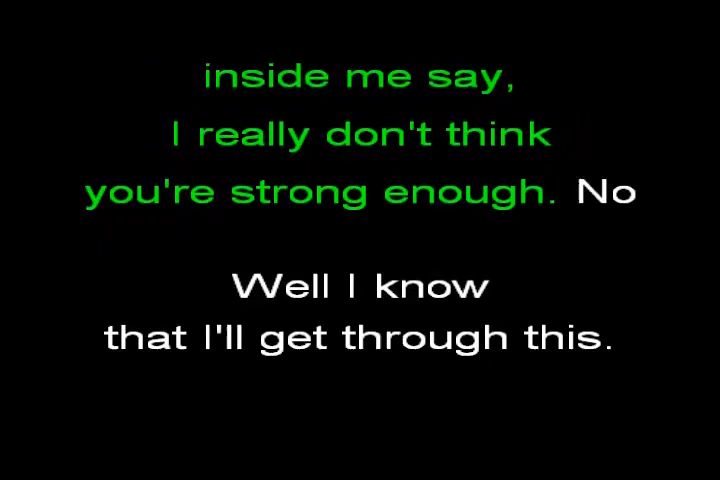 inside me say,
I really don't think
you're strong enough. No
Well I know
that I'll get through this.